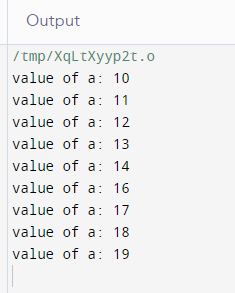 Output
/tmp/XqLtXyyp2t.o
value of a: 10
value of a: 11
value of a: 12
value of a: 13
value of a: 14
value of a: 16
value of a: 17
value of a: 18
value of a: 19